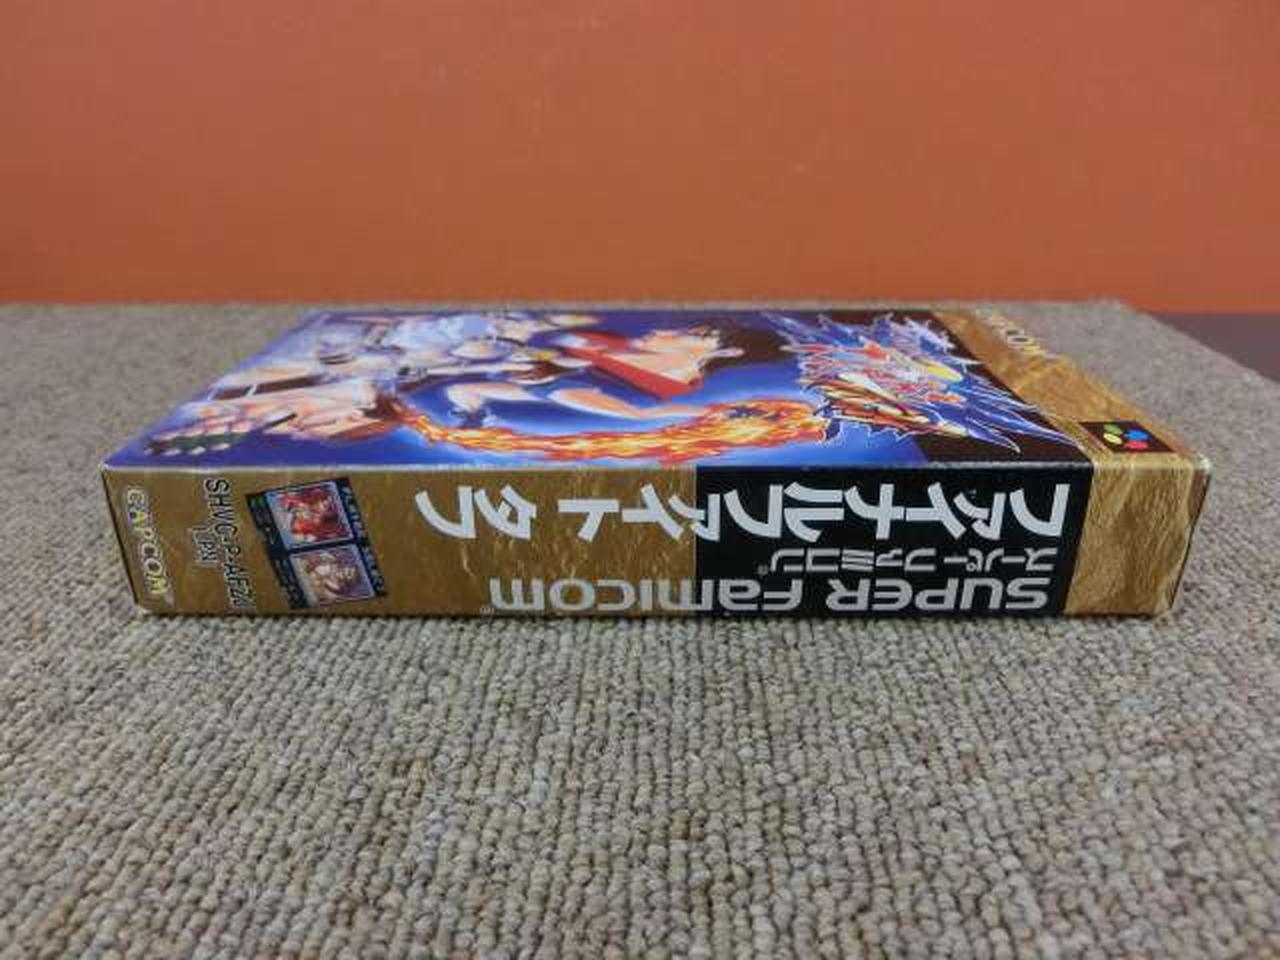 SUPER FAMICOM®
スーパーファミコン®
ファイナルファイト タフ
SHVC-P-AFZJ
JPN
CAPCOM
CAPCOM